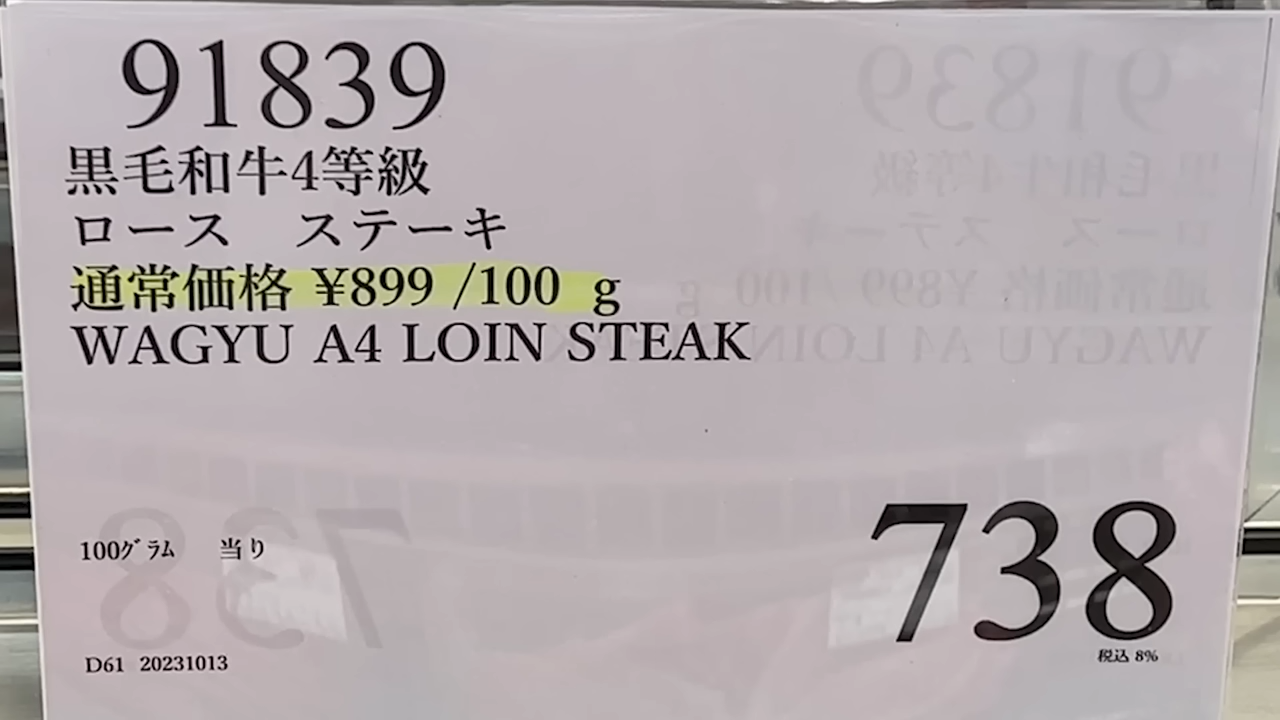 91839
黒毛和牛4等級
ロース　ステーキ
通常価格 ¥899 /100 g
WAGYU A4 LOIN STEAK
100ｸﾞﾗﾑ　当り
738
税込 8%
D61 20231013